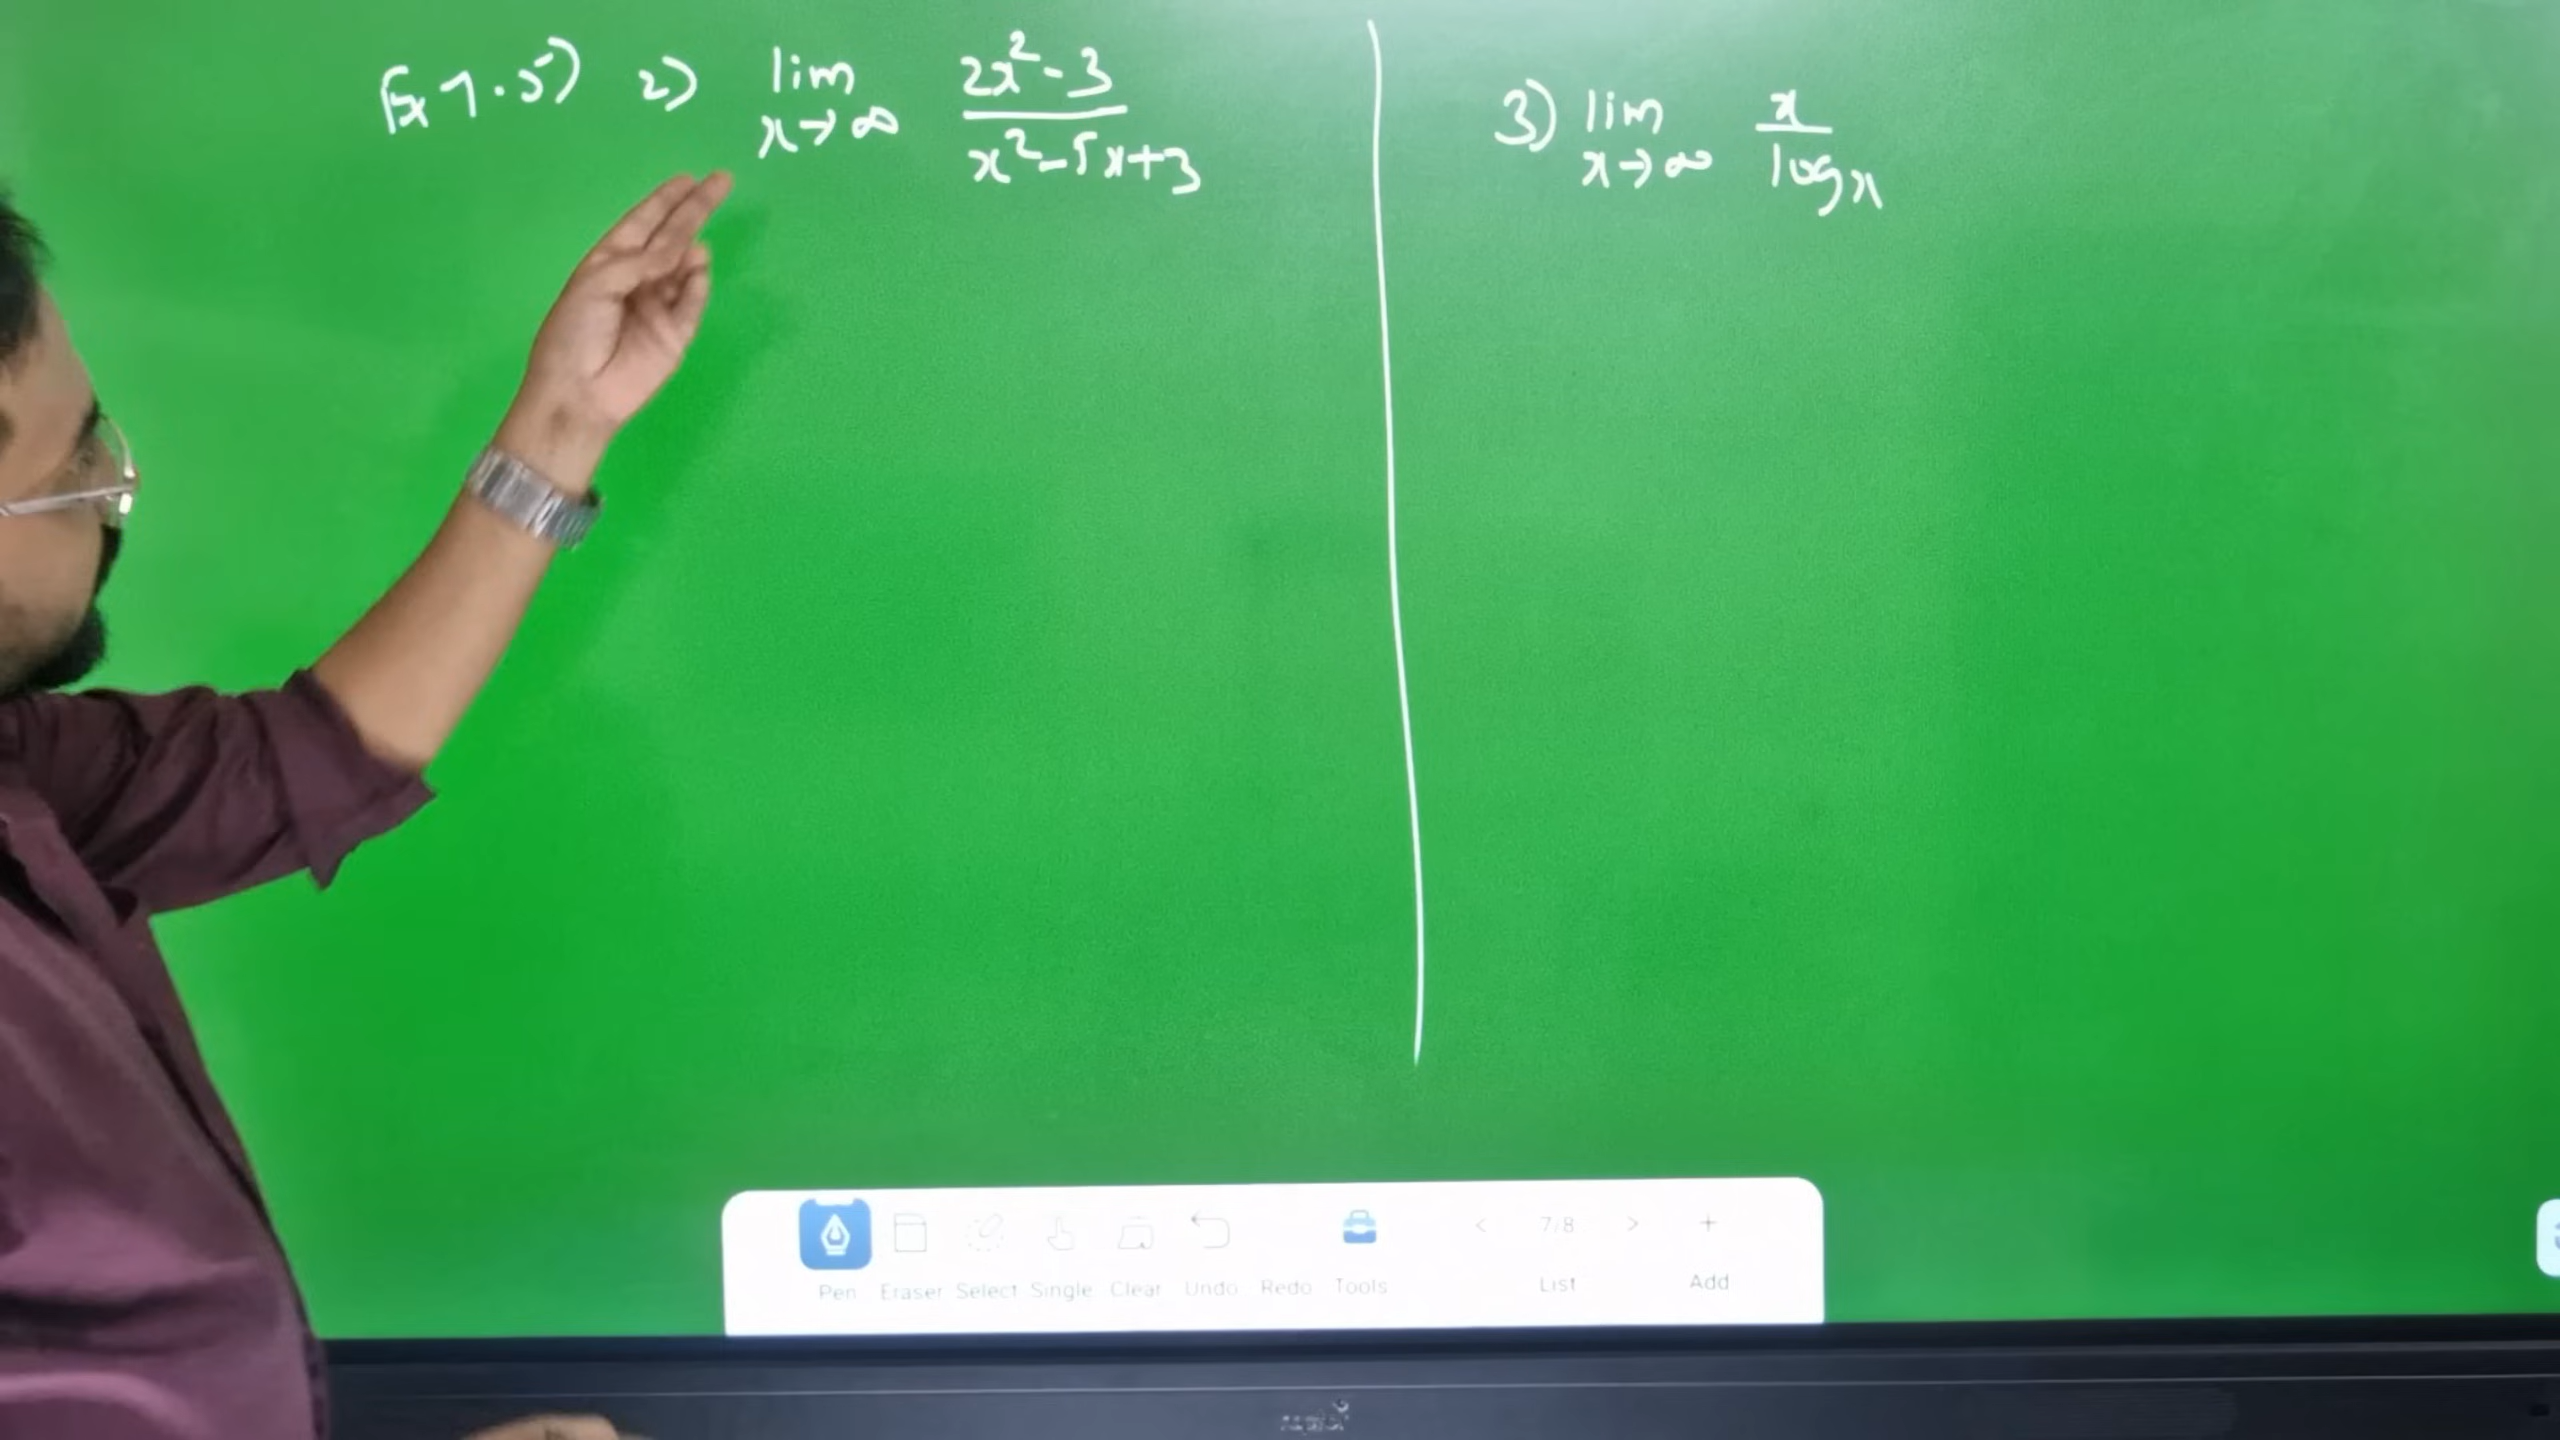 Ex 7.5) 2) lim x→∞ (2x² - 3)/(x² - 5x + 3)
3) lim x→∞ x/log x
Pen Eraser Select Single Clear Undo Redo Tools
< 7/8 > +
List Add